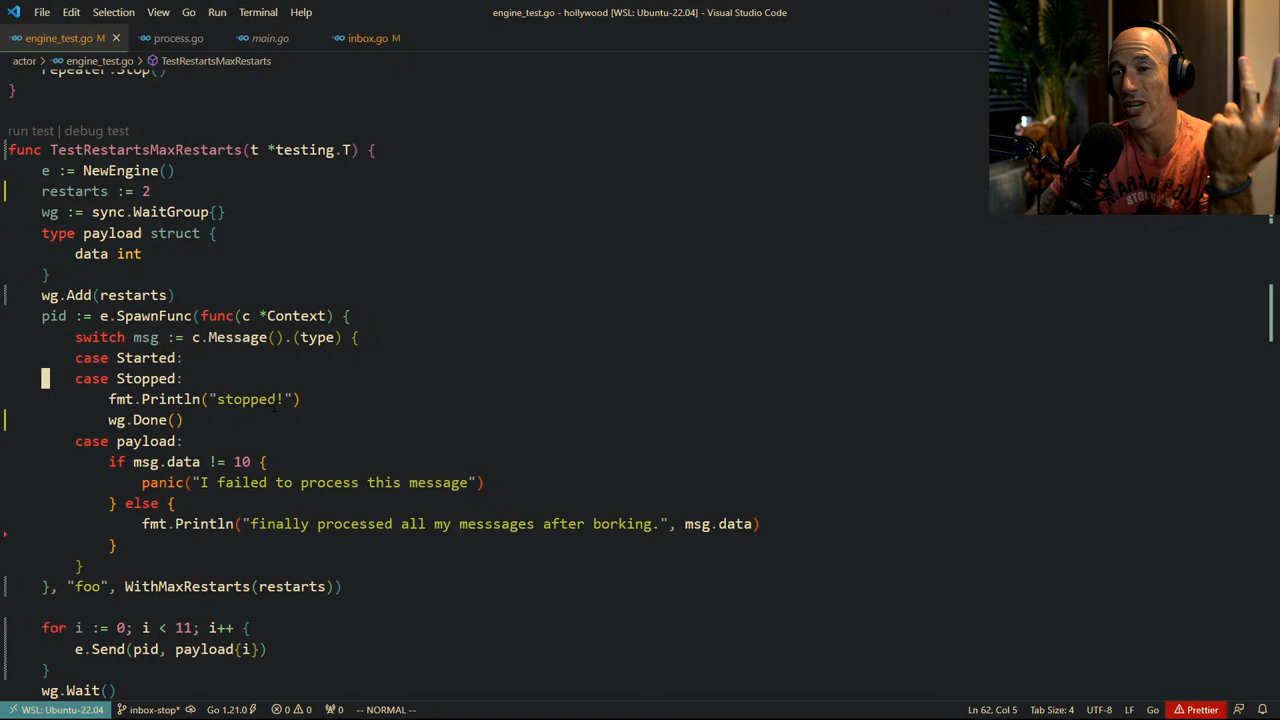 File Edit Selection View Go Run Terminal Help
engine_test.go - hollywood [WSL: Ubuntu-22.04] - Visual Studio Code
engine_test.go M process.go main.go inbox.go M
actor > engine_test.go > TestRestartsMaxRestarts
repeater.Stop()
}
run test | debug test
func TestRestartsMaxRestarts(t *testing.T) {
e := NewEngine()
restarts := 2
wg := sync.WaitGroup{}
type payload struct {
data int
}
wg.Add(restarts)
pid := e.SpawnFunc(func(c *Context) {
switch msg := c.Message().(type) {
case Started:
case Stopped:
fmt.Println("stopped!")
wg.Done()
case payload:
if msg.data != 10 {
panic("I failed to process this message")
} else {
fmt.Println("finally processed all my messsages after borking.", msg.data)
}
}
}, "foo", WithMaxRestarts(restarts))
for i := 0; i < 11; i++ {
e.Send(pid, payload{i})
}
wg.Wait()
WSL: Ubuntu-22.04 inbox-stop* Go 1.21.0 0 0 0 -- NORMAL -- Ln 62, Col 5 Tab Size: 4 UTF-8 LF Go Prettier